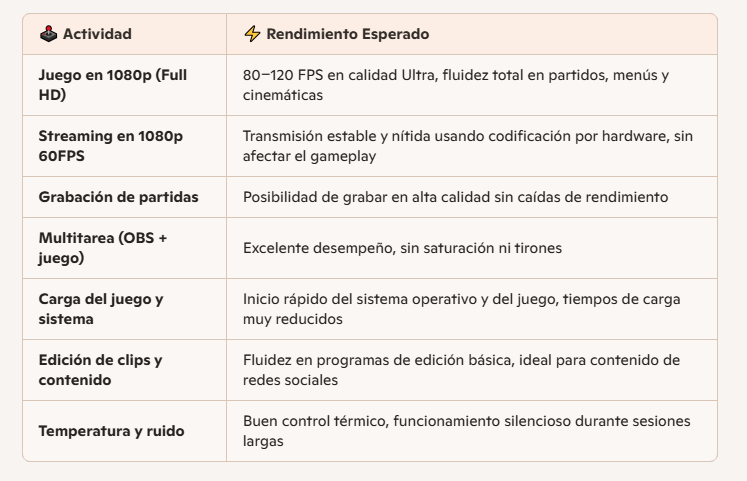 🕹️ Actividad
⚡ Rendimiento Esperado
Juego en 1080p (Full
HD)
80–120 FPS en calidad Ultra, fluidez total en partidos, menús y
cinemáticas
Streaming en 1080p
60FPS
Transmisión estable y nítida usando codificación por hardware, sin
afectar el gameplay
Grabación de partidas
Posibilidad de grabar en alta calidad sin caídas de rendimiento
Multitarea (OBS +
juego)
Excelente desempeño, sin saturación ni tirones
Carga del juego y
sistema
Inicio rápido del sistema operativo y del juego, tiempos de carga
muy reducidos
Edición de clips y
contenido
Fluidez en programas de edición básica, ideal para contenido de
redes sociales
Temperatura y ruido
Buen control térmico, funcionamiento silencioso durante sesiones
largas